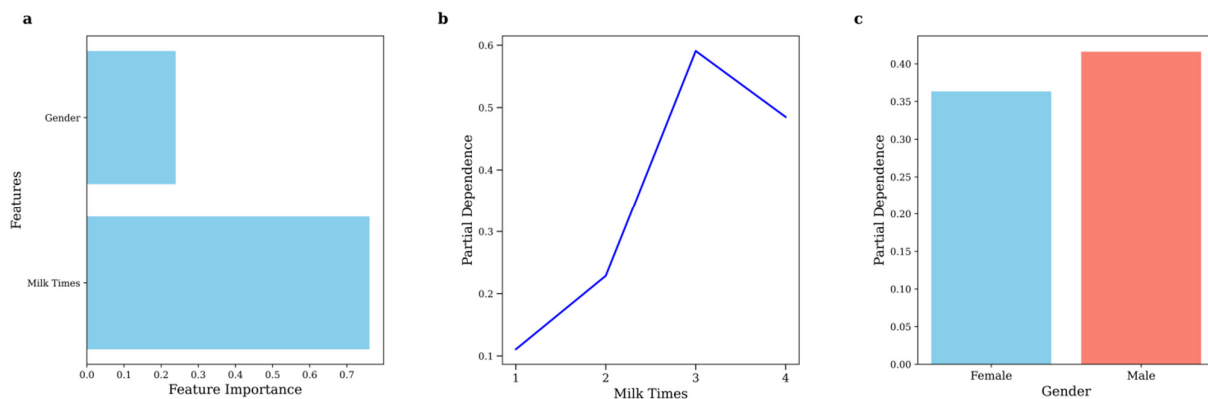 a
Features
Gender
Milk Times
0.0 0.1 0.2 0.3 0.4 0.5 0.6 0.7
Feature Importance
b
Partial Dependence
0.6
0.5
0.4
0.3
0.2
0.1
1 2 3 4
Milk Times
c
Partial Dependence
0.40
0.35
0.30
0.25
0.20
0.15
0.10
0.05
0.00
Female Male
Gender